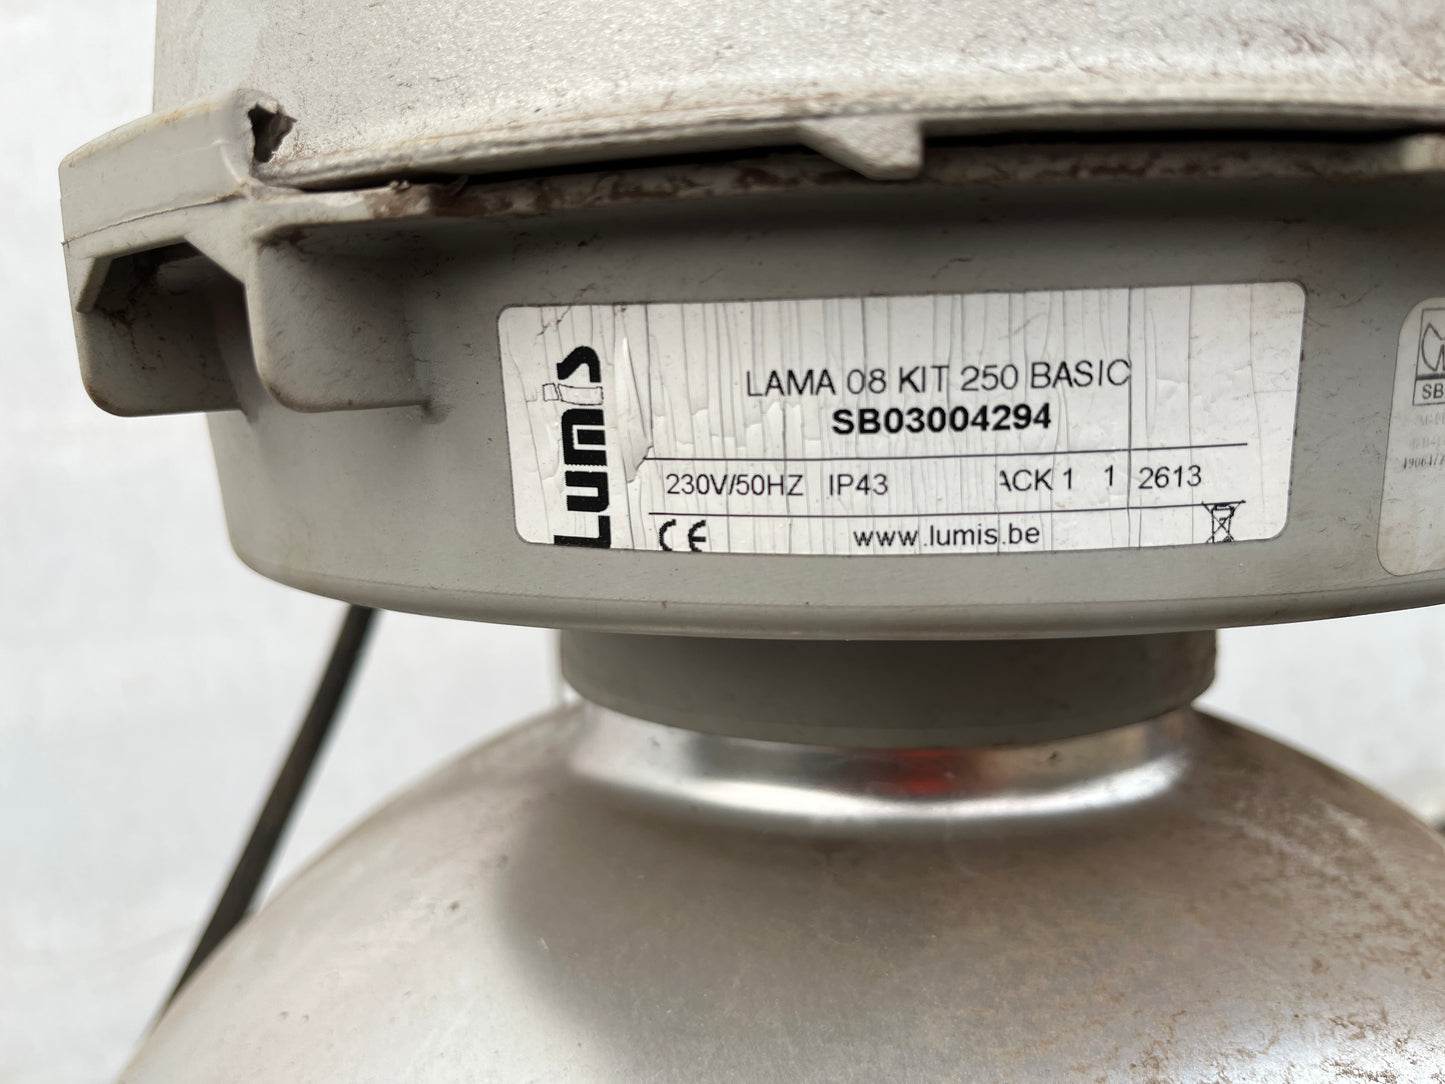 Lumis
LAMA 08 KIT 250 BASIC
SB03004294
230V/50HZ IP43 ACK 1 1 2613
CE www.lumis.be
SB